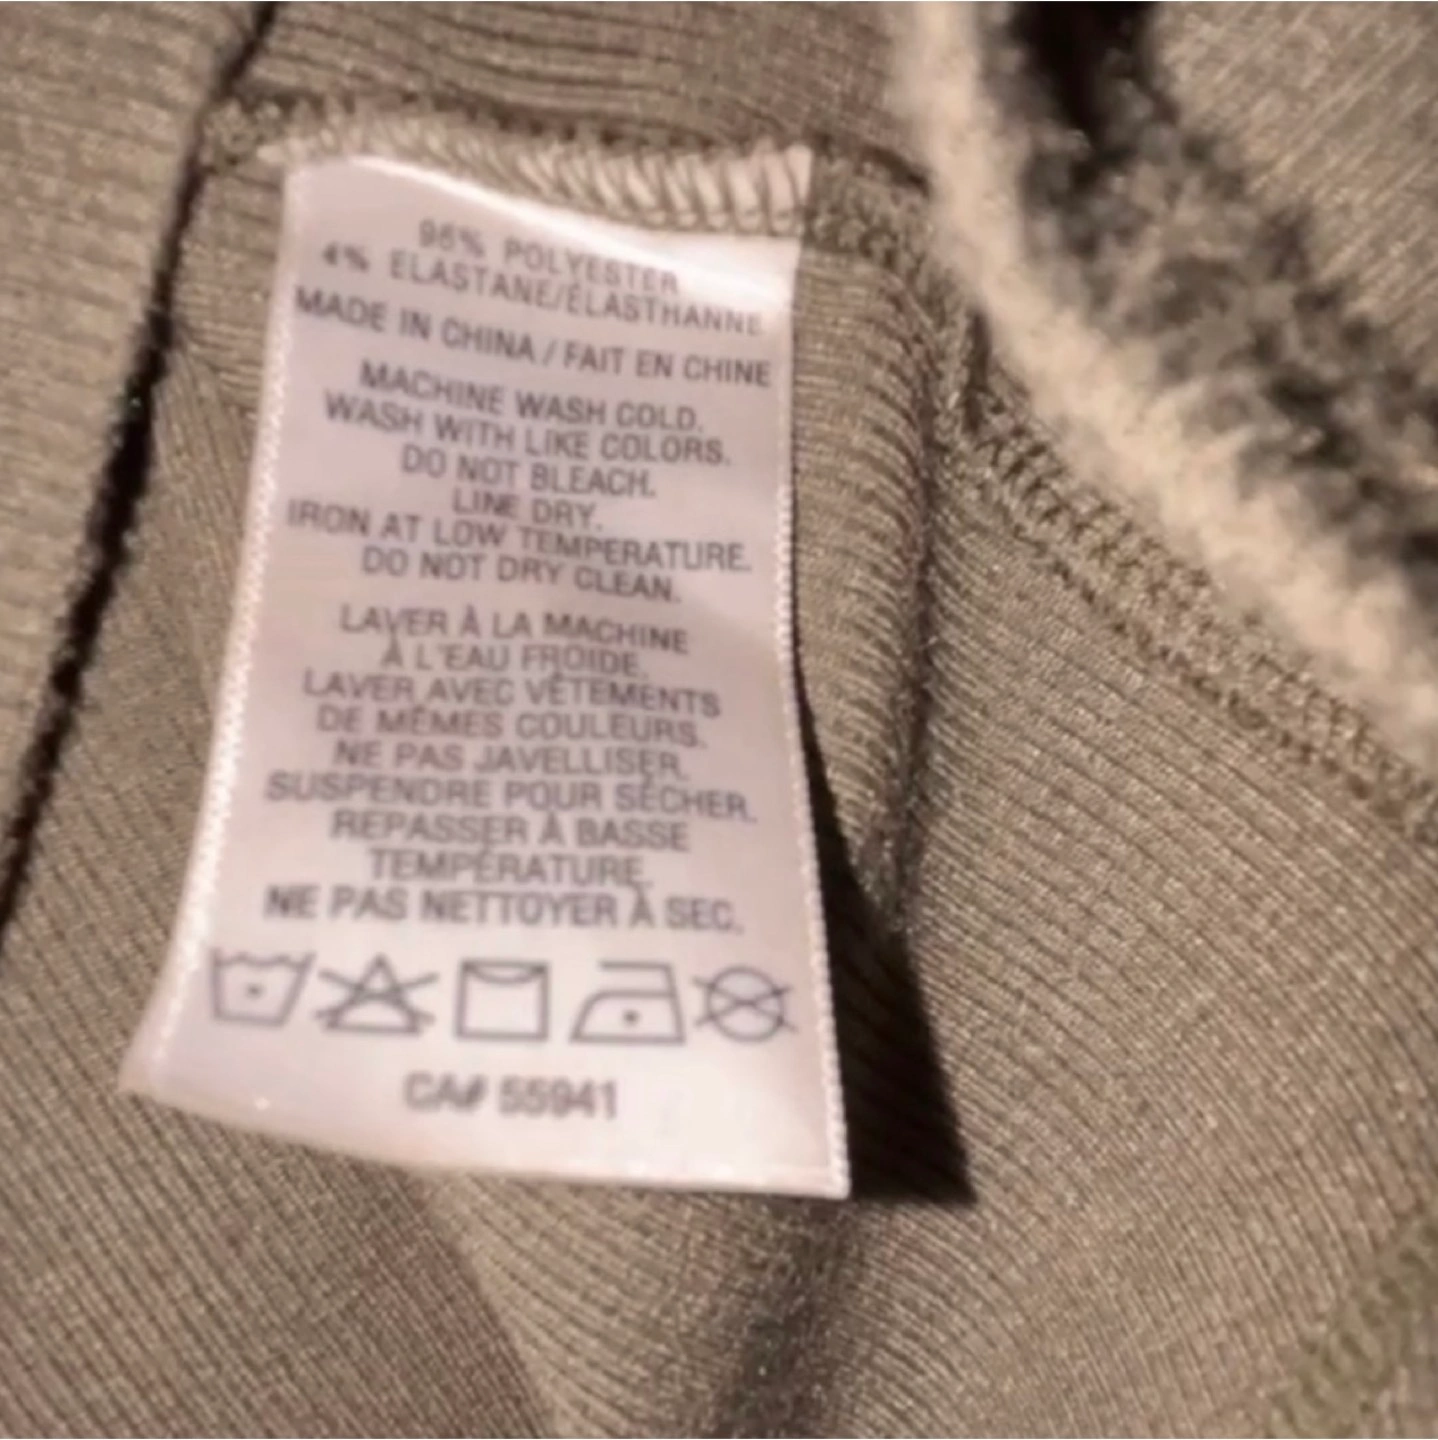 96% POLYESTER
4% ELASTANE/ÉLASTHANNE
MADE IN CHINA / FAIT EN CHINE
MACHINE WASH COLD.
WASH WITH LIKE COLORS.
DO NOT BLEACH.
LINE DRY.
IRON AT LOW TEMPERATURE.
DO NOT DRY CLEAN.
LAVER À LA MACHINE
À L'EAU FROIDE.
LAVER AVEC VÊTEMENTS
DE MÊMES COULEURS.
NE PAS JAVELLISER.
SUSPENDRE POUR SÉCHER.
REPASSER À BASSE
TEMPÉRATURE.
NE PAS NETTOYER À SEC.
CA# 55941